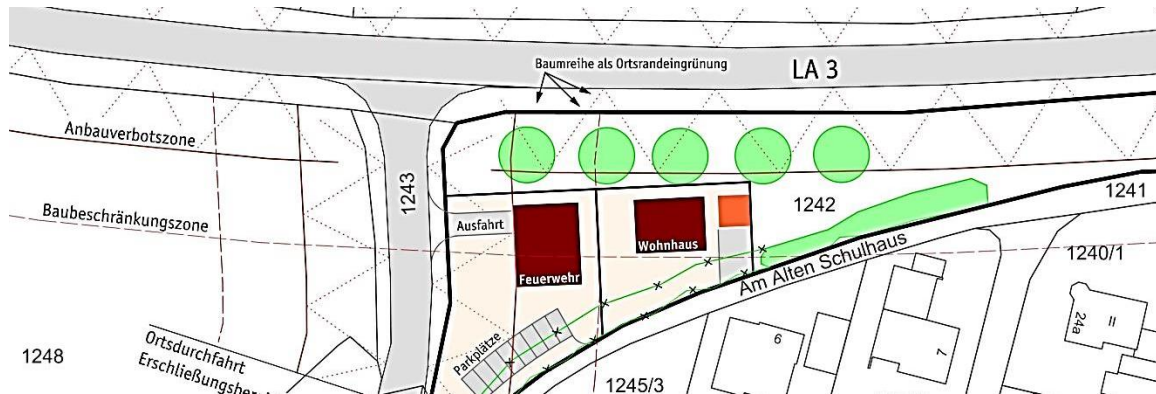 Baumreihe als Ortsrandeingrünung
LA 3
Anbauverbotszone
1243
Baubeschränkungszone
Ausfahrt
Feuerwehr
Wohnhaus
1242
1241
1240/1
Am Alten Schulhaus
Parkplätze
1248
Ortsdurchfahrt
1245/3
6
7
24a
II